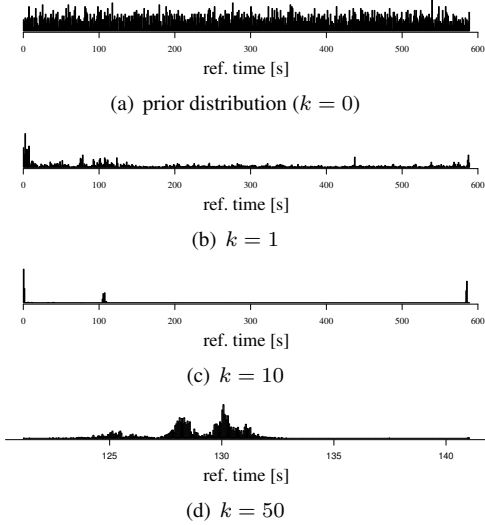 0 100 200 300 400 500 600
ref. time [s]
(a) prior distribution (k = 0)
0 100 200 300 400 500 600
ref. time [s]
(b) k = 1
0 100 200 300 400 500 600
ref. time [s]
(c) k = 10
125 130 135 140
ref. time [s]
(d) k = 50